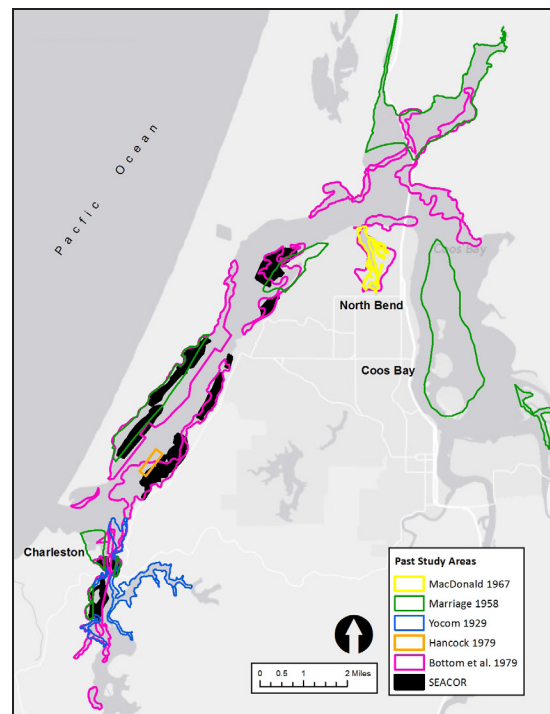 Pacfic Ocean
Coos Bay
North Bend
Coos Bay
Charleston
Past Study Areas
MacDonald 1967
Marriage 1958
Yocom 1929
Hancock 1979
Bottom et al. 1979
SEACOR
0 0.5 1 2 Miles